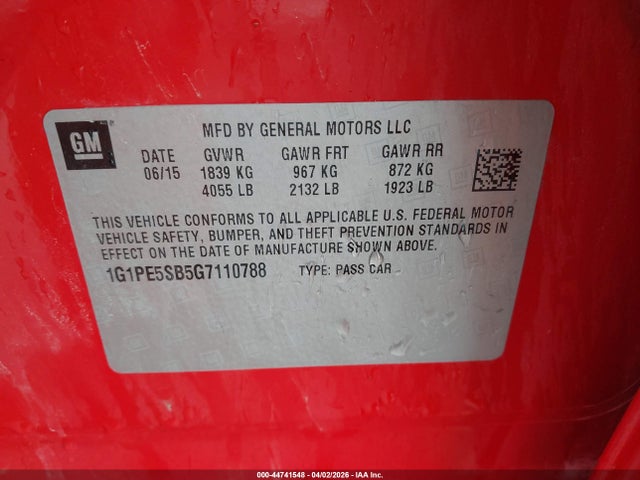 GM
MFD BY GENERAL MOTORS LLC
DATE GVWR GAWR FRT GAWR RR
06/15 1839 KG 967 KG 872 KG
4055 LB 2132 LB 1923 LB
THIS VEHICLE CONFORMS TO ALL APPLICABLE U.S. FEDERAL MOTOR
VEHICLE SAFETY, BUMPER, AND THEFT PREVENTION STANDARDS IN
EFFECT ON THE DATE OF MANUFACTURE SHOWN ABOVE.
1G1PE5SB5G7110788 TYPE: PASS CAR
000-44741548 - 04/02/2026 - IAA Inc.